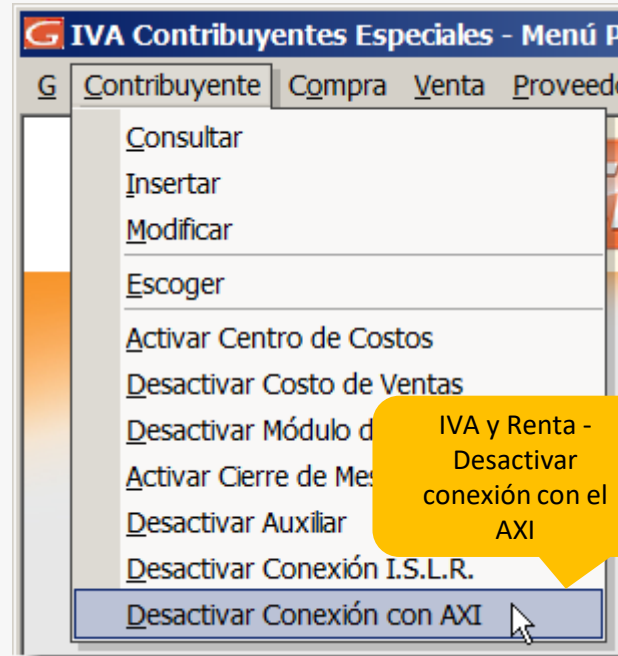 G IVA Contribuyentes Especiales - Menú P
G Contribuyente Compra Venta Proveed
Consultar
Insertar
Modificar
Escoger
Activar Centro de Costos
Desactivar Costo de Ventas
Desactivar Módulo d
Activar Cierre de Mes
Desactivar Auxiliar
Desactivar Conexión I.S.L.R.
Desactivar Conexión con AXI
IVA y Renta -
Desactivar
conexión con el
AXI